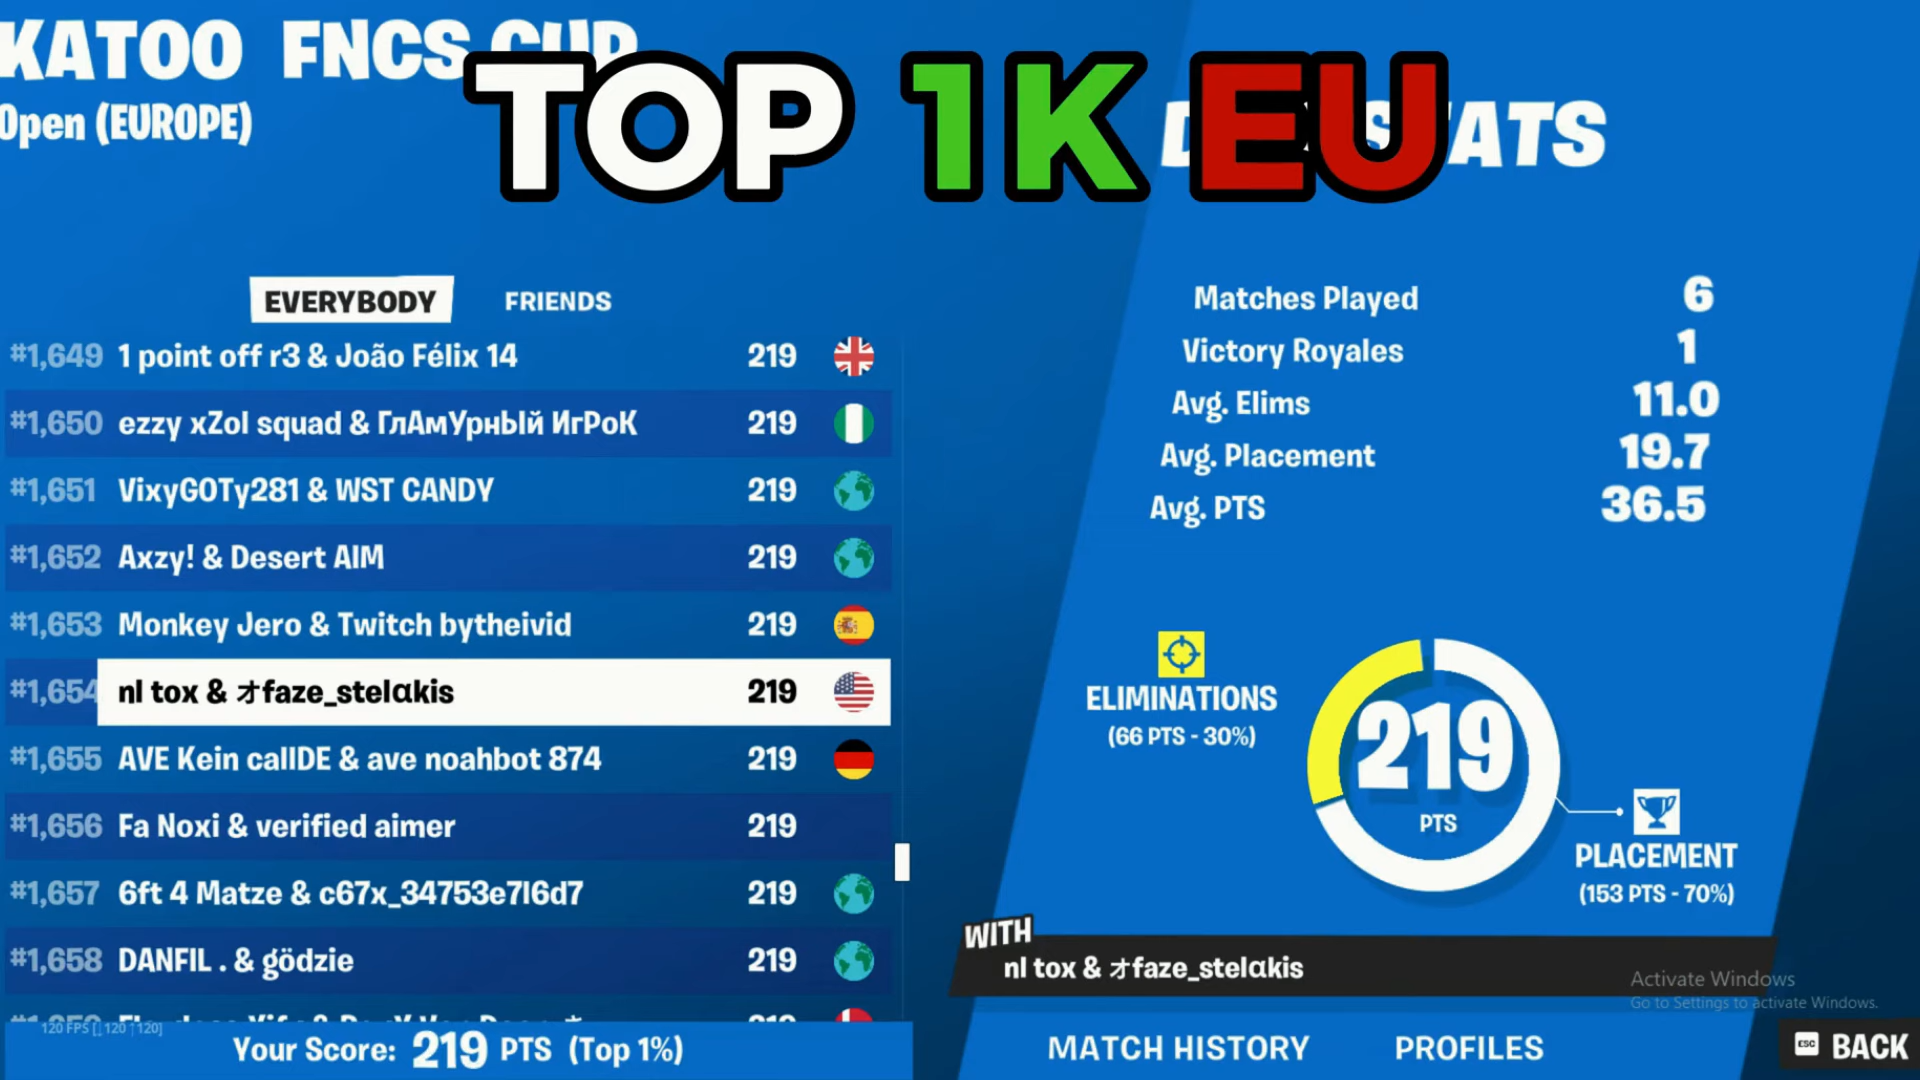 KATOO FNCS CUP
TOP 1K EU
Open (EUROPE)
EVERYBODY FRIENDS
#1,649 1 point off r3 & João Félix 14 219
#1,650 ezzy xZol squad & ГлАмУрнЫй ИгРоК 219
#1,651 VixyGOTy281 & WST CANDY 219
#1,652 Axzy! & Desert AIM 219
#1,653 Monkey Jero & Twitch bytheivid 219
#1,654 nl tox & オfaze_stelαkis 219
#1,655 AVE Kein callDE & ave noahbot 874 219
#1,656 Fa Noxi & verified aimer 219
#1,657 6ft 4 Matze & c67x_34753e7l6d7 219
#1,658 DANFIL . & gödzie 219
120 FPS [↓120 ↑120]
Your Score: 219 PTS (Top 1%)
Matches Played 6
Victory Royales 1
Avg. Elims 11.0
Avg. Placement 19.7
Avg. PTS 36.5
ELIMINATIONS
(66 PTS - 30%)
219
PTS
PLACEMENT
(153 PTS - 70%)
WITH
nl tox & オfaze_stelαkis
Activate Windows
Go to Settings to activate Windows.
MATCH HISTORY PROFILES
ESC BACK